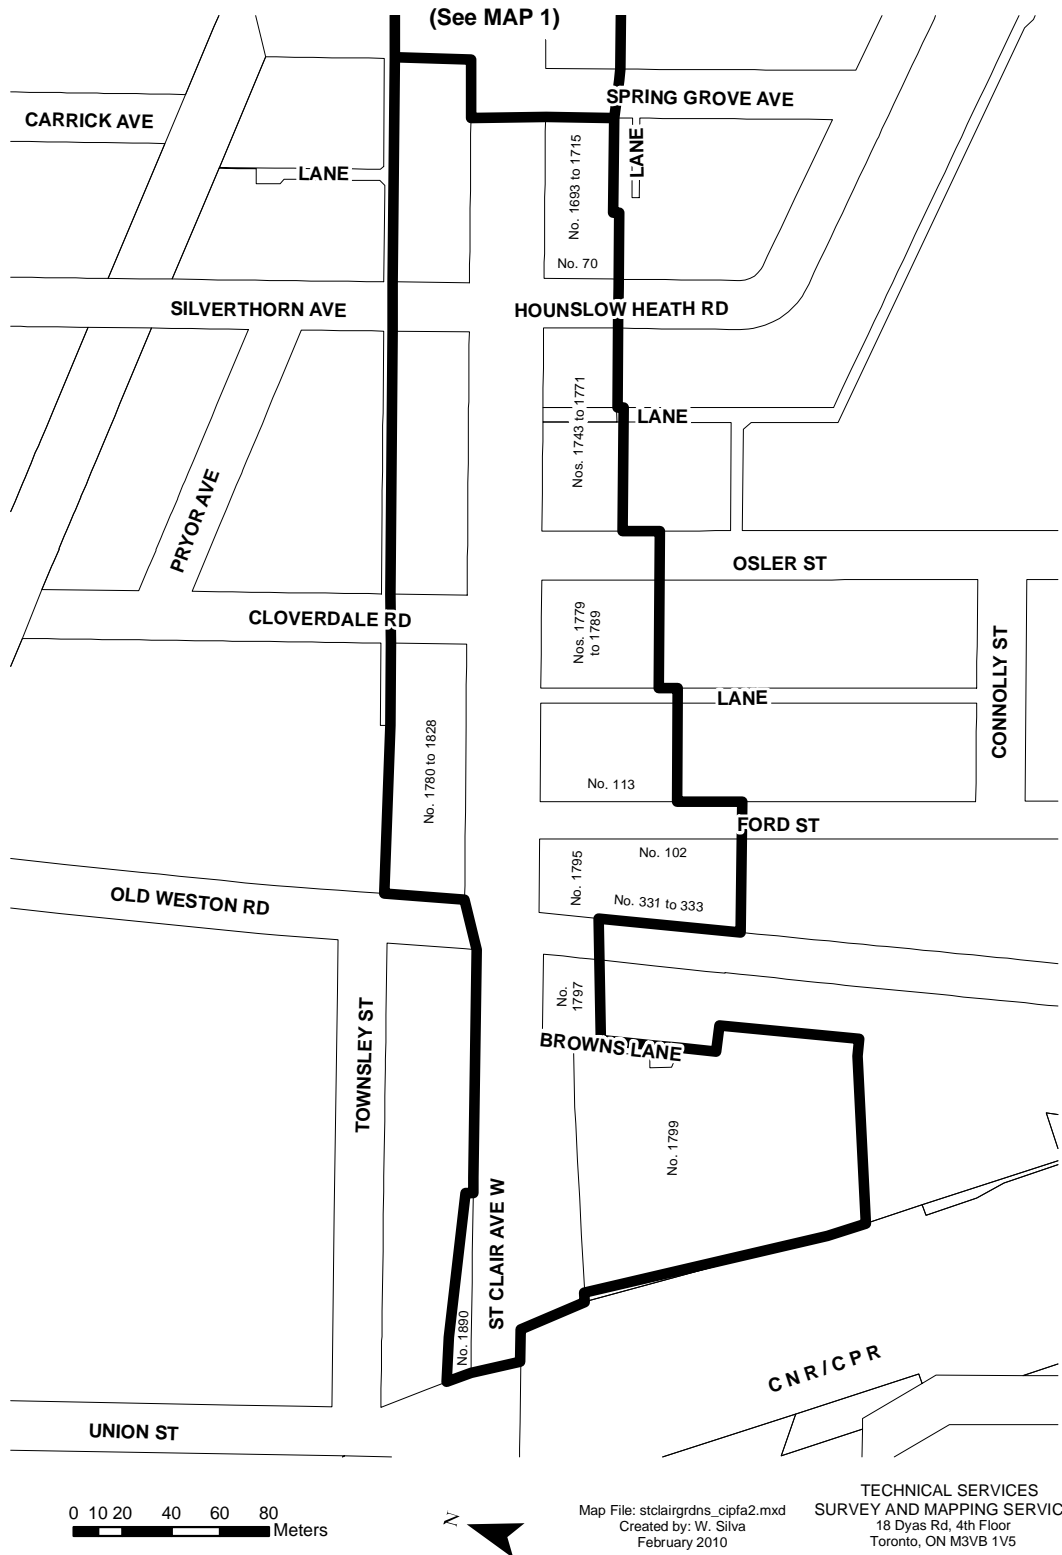 (See MAP 1)
SPRING GROVE AVE
CARRICK AVE
LANE
LANE
No. 1693 to 1715
No. 70
SILVERTHORN AVE
HOUNSLOW HEATH RD
Nos. 1743 to 1771
LANE
PRYOR AVE
OSLER ST
CLOVERDALE RD
Nos. 1779
to 1789
CONNOLLY ST
LANE
No. 1780 to 1828
No. 113
FORD ST
No. 102
No. 1795
OLD WESTON RD
No. 331 to 333
No.
1797
TOWNSLEY ST
BROWNS LANE
No. 1799
ST CLAIR AVE W
No. 1890
CNR/CPR
UNION ST
0 10 20 40 60 80
Meters
N
Map File: stclairgrdns_cipfa2.mxd
Created by: W. Silva
February 2010
TECHNICAL SERVICES
SURVEY AND MAPPING SERVIC
18 Dyas Rd, 4th Floor
Toronto, ON M3VB 1V5